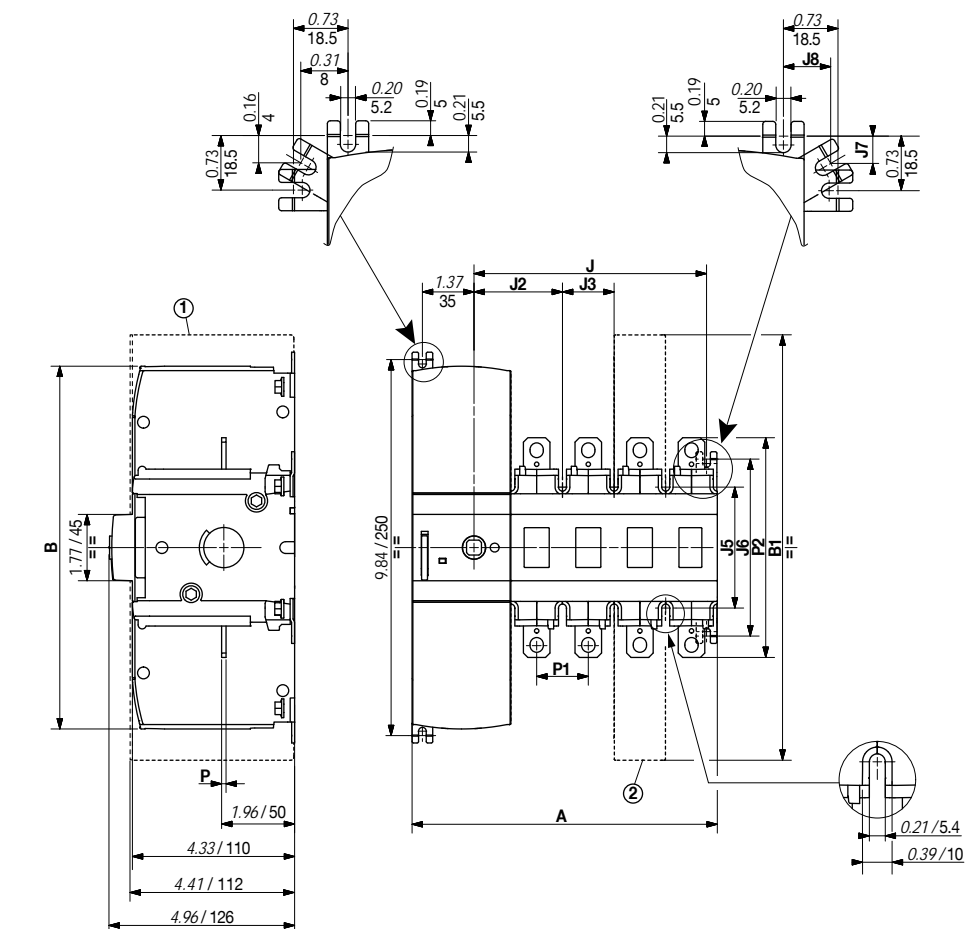 0.73
18.5
0.31
8
0.20
5.2
0.19
5
0.21
5.5
0.16
4
0.73
18.5
0.73
18.5
J8
0.20
5.2
0.19
5
0.21
5.5
J7
0.73
18.5
J
1.37
35
J2
J3
1
B
1.77 / 45
=
=
9.84 / 250
=
=
J5
J6
P2
B1
=
=
P1
P
2
1.96 / 50
A
4.33 / 110
4.41 / 112
4.96 / 126
0.21 / 5.4
0.39 / 10